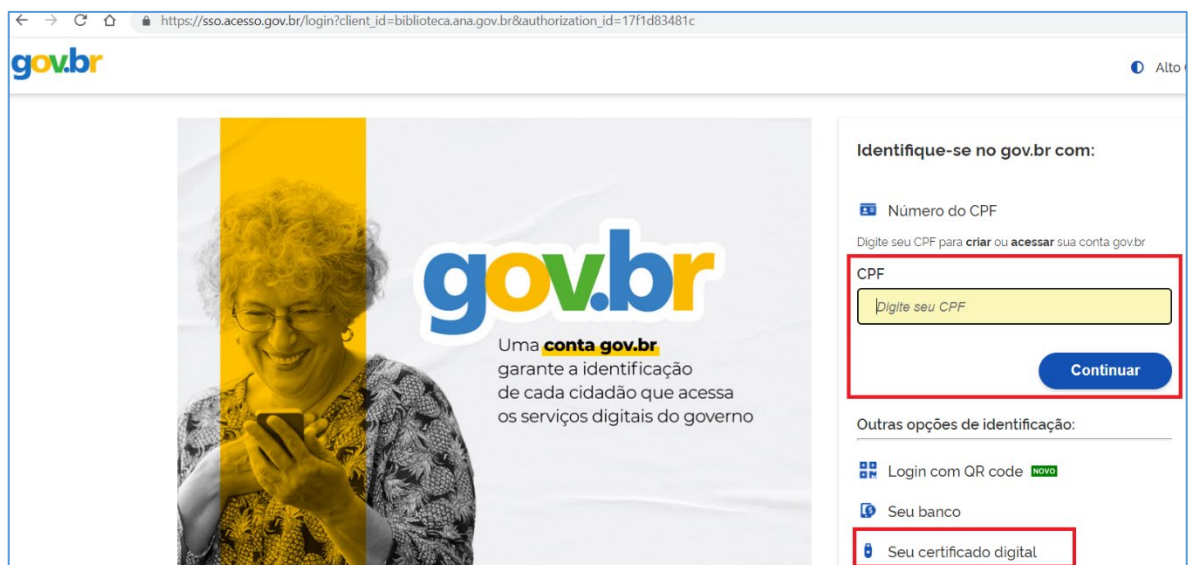 https://sso.acesso.gov.br/login?client_id=biblioteca.ana.gov.br&authorization_id=17f1d83481c
gov.br
Alto
Identifique-se no gov.br com:
Número do CPF
Digite seu CPF para criar ou acessar sua conta gov.br
CPF
Digite seu CPF
Continuar
Outras opções de identificação:
Login com QR code NOVO
Seu banco
Seu certificado digital
gov.br
Uma conta gov.br
garante a identificação
de cada cidadão que acessa
os serviços digitais do governo